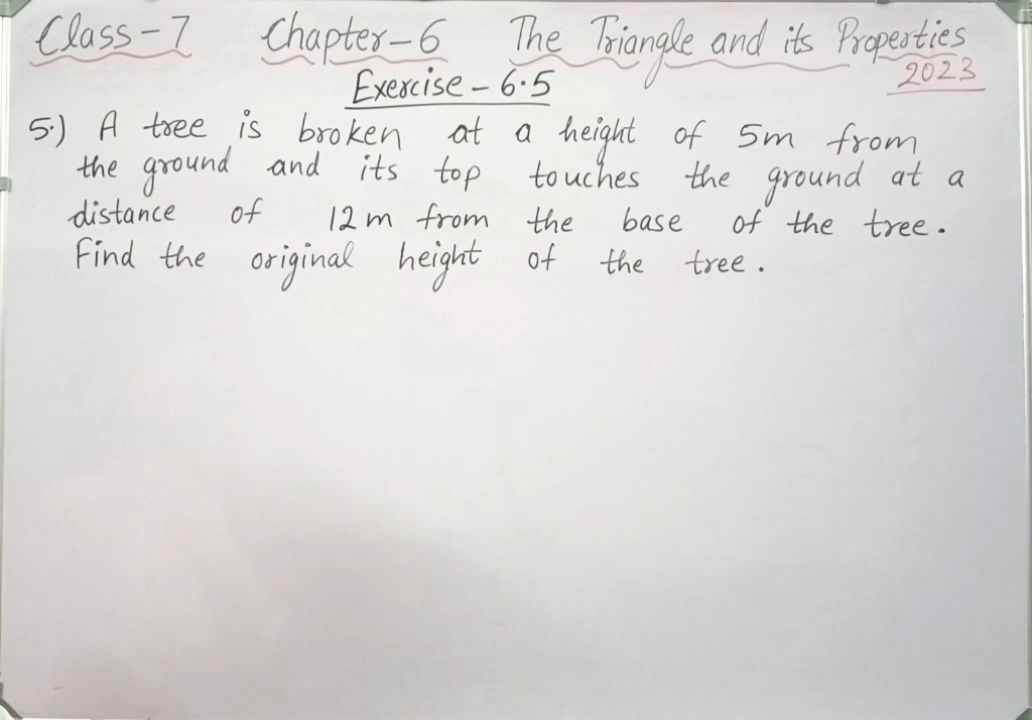 Class-7 Chapter-6 The Triangle and its Properties
2023
Exercise - 6.5
5.) A tree is broken at a height of 5m from
the ground and its top touches the ground at a
distance of 12m from the base of the tree.
Find the original height of the tree.